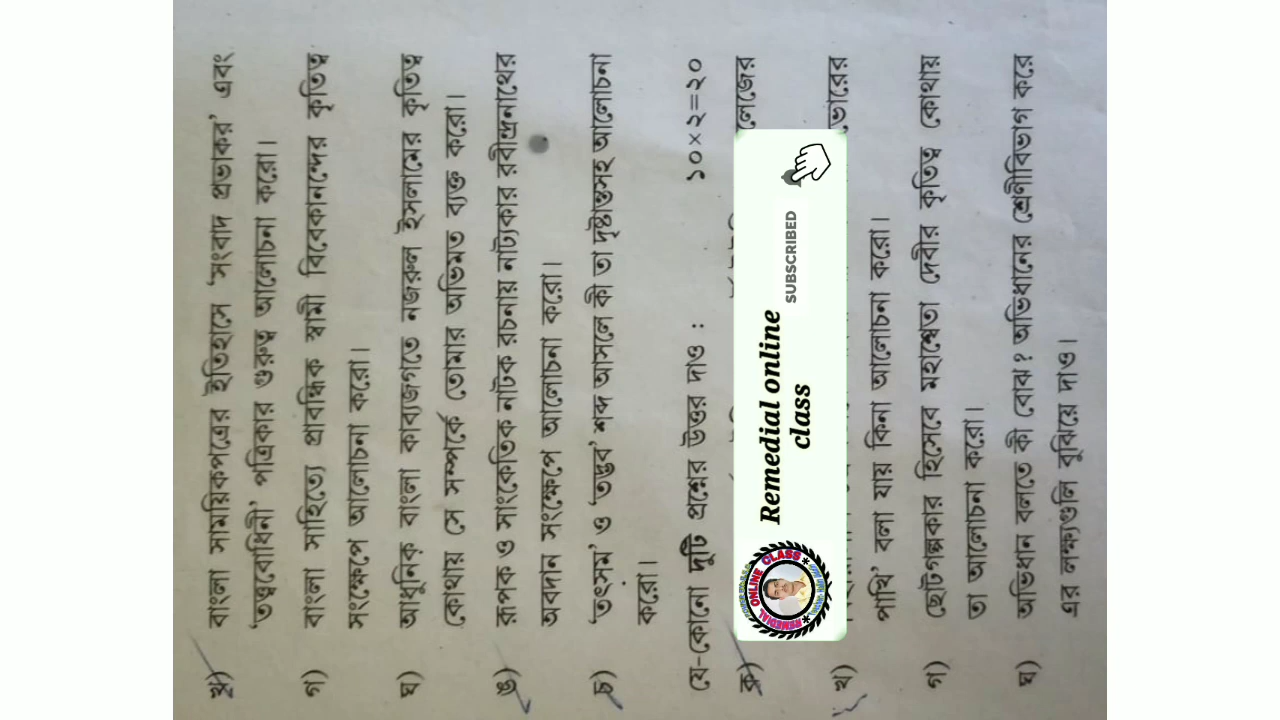 খ) বাংলা সাময়িকপত্রের ইতিহাসে 'সংবাদ প্রভাকর' এবং
'তত্ত্ববোধিনী' পত্রিকার গুরুত্ব আলোচনা করো।
গ) বাংলা সাহিত্যে প্রাবন্ধিক স্বামী বিবেকানন্দের কৃতিত্ব
সংক্ষেপে আলোচনা করো।
ঘ) আধুনিক বাংলা কাব্যজগতে নজরুল ইসলামের কৃতিত্ব
কোথায় সে সম্পর্কে তোমার অভিমত ব্যক্ত করো।
ঙ) রূপক ও সাংকেতিক নাটক রচনায় নাট্যকার রবীন্দ্রনাথের
অবদান সংক্ষেপে আলোচনা করো।
চ) 'তৎসম' ও 'তদ্ভব' শব্দ আসলে কী তা দৃষ্টান্তসহ আলোচনা
করো।
যে-কোনো দুটি প্রশ্নের উত্তর দাও : ১০×২=২০
ক) লেজের
খ) ভোরের
পাখি' বলা যায় কিনা আলোচনা করো।
গ) ছোটগল্পকার হিসেবে মহাশ্বেতা দেবীর কৃতিত্ব কোথায়
তা আলোচনা করো।
ঘ) অভিধান বলতে কী বোঝ? অভিধানের শ্রেণীবিভাগ করে
এর লক্ষ্যগুলি বুঝিয়ে দাও।
Remedial online
class
SUBSCRIBED
REMEDIAL ONLINE CLASS